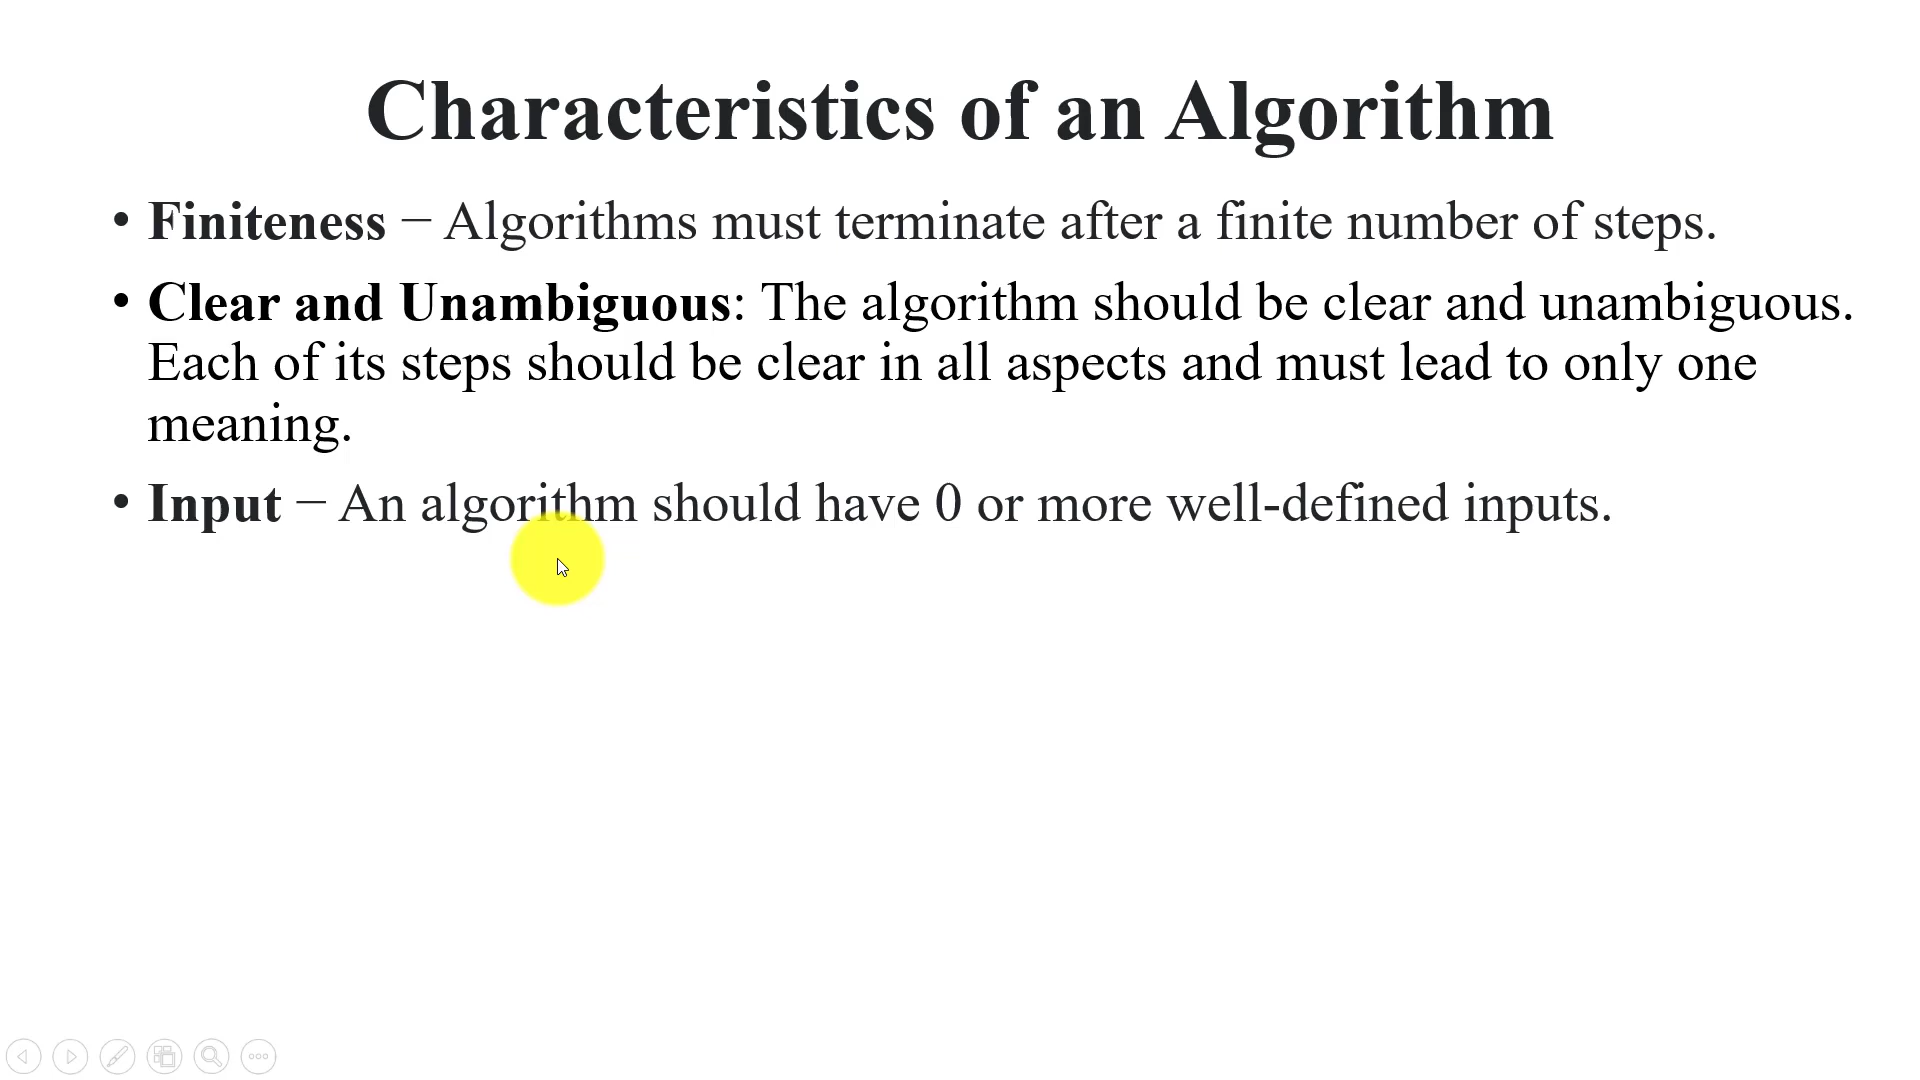 Characteristics of an Algorithm
• Finiteness − Algorithms must terminate after a finite number of steps.
• Clear and Unambiguous: The algorithm should be clear and unambiguous.
Each of its steps should be clear in all aspects and must lead to only one
meaning.
• Input − An algorithm should have 0 or more well-defined inputs.